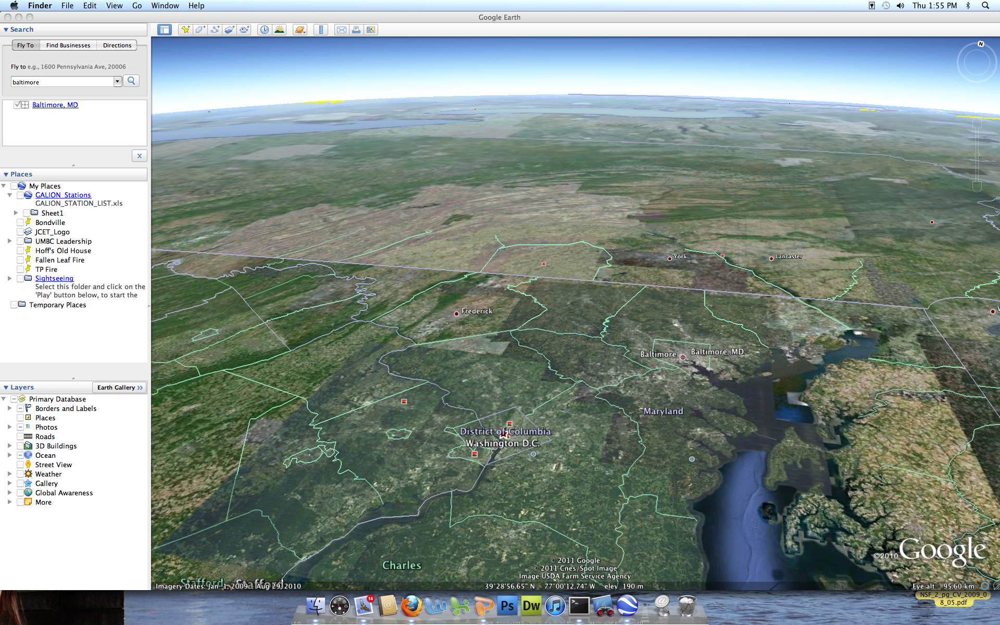 Finder File Edit View Go Window Help
Thu 1:55 PM
Google Earth
Search
Fly To Find Businesses Directions
Fly to e.g., 1600 Pennsylvania Ave, 20006
baltimore
Baltimore, MD
Places
My Places
GALION_Stations
GALION_STATION_LIST.xls
Sheet1
Bondville
JCET_Logo
UMBC Leadership
Hoff's Old House
Fallen Leaf Fire
TP Fire
Sightseeing
Select this folder and click on the
'Play' button below, to start the
Temporary Places
Layers
Earth Gallery >>
Primary Database
Borders and Labels
Places
Photos
Roads
3D Buildings
Ocean
Street View
Weather
Gallery
Global Awareness
More
N
York
Lancaster
Frederick
Baltimore
Baltimore, MD
Maryland
District of Columbia
Washington D.C.
Charles
Stafford
Stafford
© 2011 Google
© 2011 Cnes/Spot Image
Image USDA Farm Service Agency
©2010 Google
Imagery Dates: Jan 1, 2009 – Aug 29, 2010
39°28'56.65" N 77°00'12.74" W elev 190 m
Eye alt 95.60 km
NSF_2_pg_CV_2009_0
8_05.pdf
14
Ps
Dw